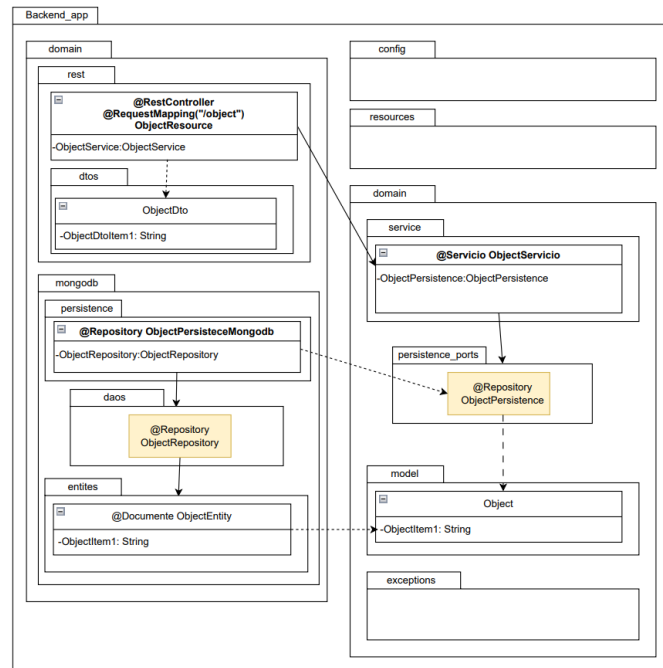 Backend_app
domain
rest
@RestController
@RequestMapping("/object")
ObjectResource
-ObjectService:ObjectService
dtos
ObjectDto
-ObjectDtoItem1: String
mongodb
persistence
@Repository ObjectPersisteceMongodb
-ObjectRepository:ObjectRepository
daos
@Repository
ObjectRepository
entites
@Documente ObjectEntity
-ObjectItem1: String
config
resources
domain
service
@Servicio ObjectServicio
-ObjectPersistence:ObjectPersistence
persistence_ports
@Repository
ObjectPersistence
model
Object
-ObjectItem1: String
exceptions